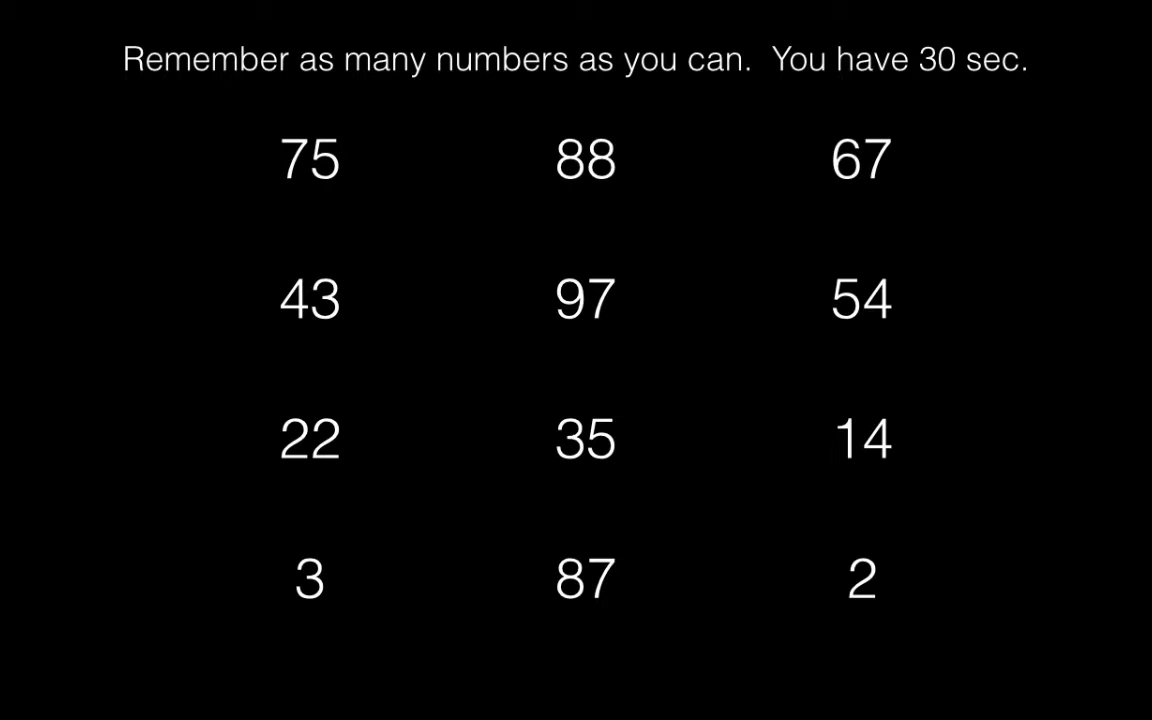 Remember as many numbers as you can.  You have 30 sec.
75 88 67
43 97 54
22 35 14
3 87 2